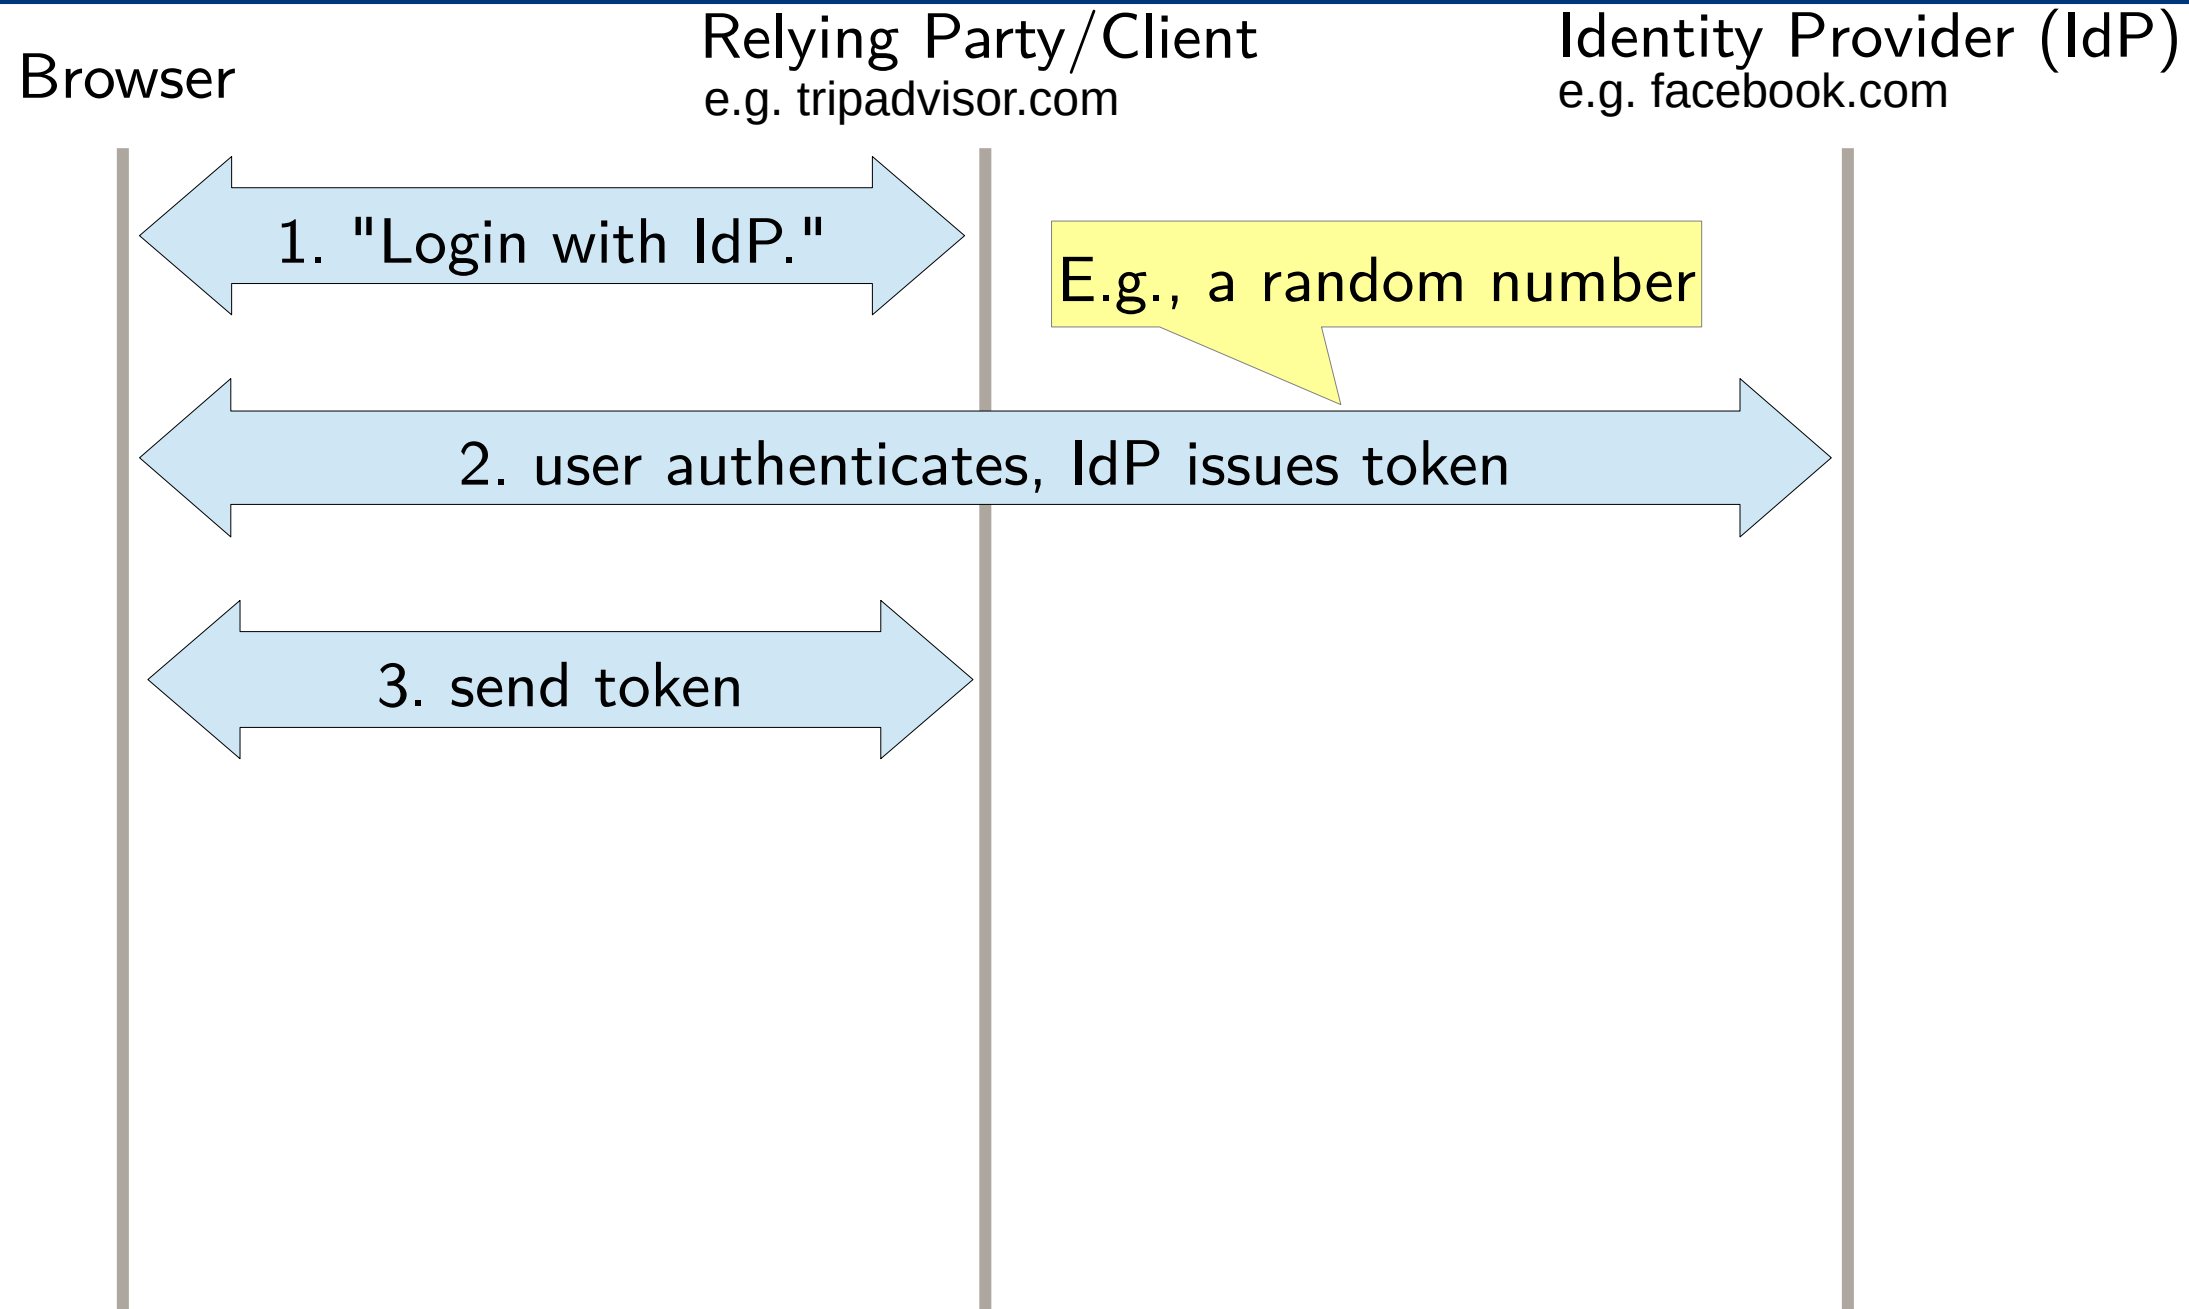 Browser
Relying Party/Client
e.g. tripadvisor.com
Identity Provider (IdP)
e.g. facebook.com
1. "Login with IdP."
E.g., a random number
2. user authenticates, IdP issues token
3. send token